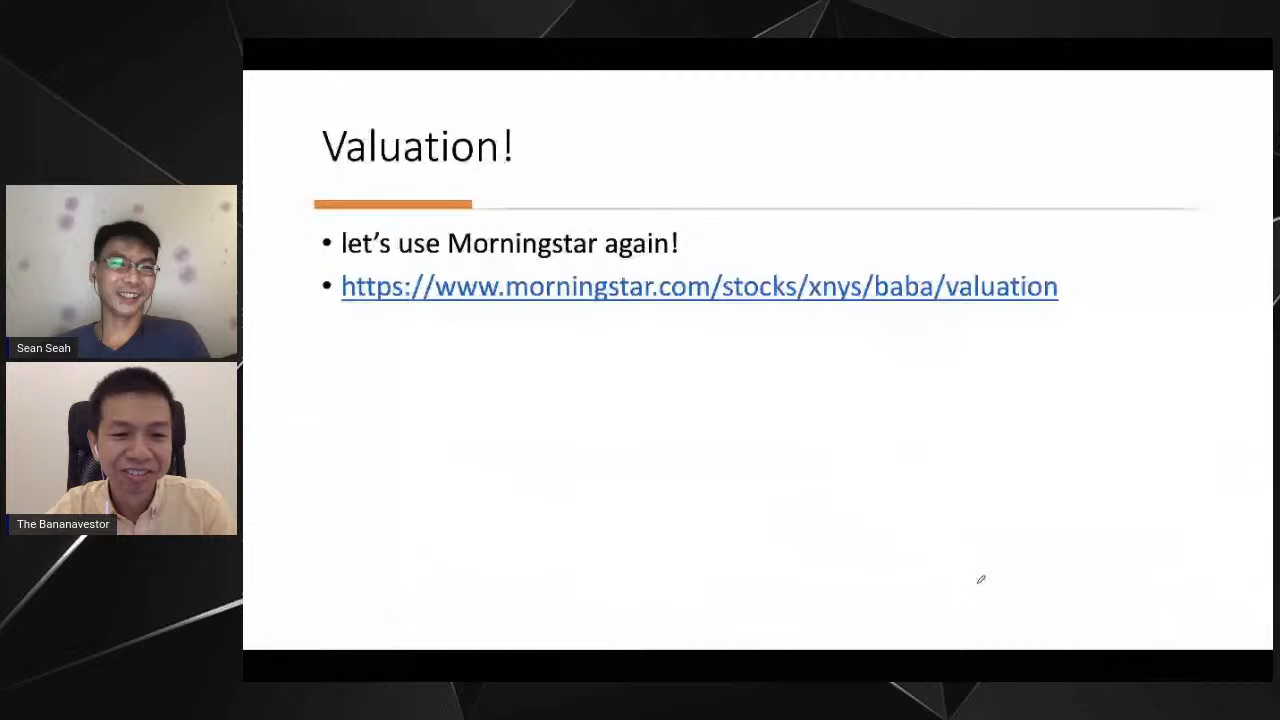 Valuation!
• let's use Morningstar again!
• https://www.morningstar.com/stocks/xnys/baba/valuation
Sean Seah
The Bananavestor